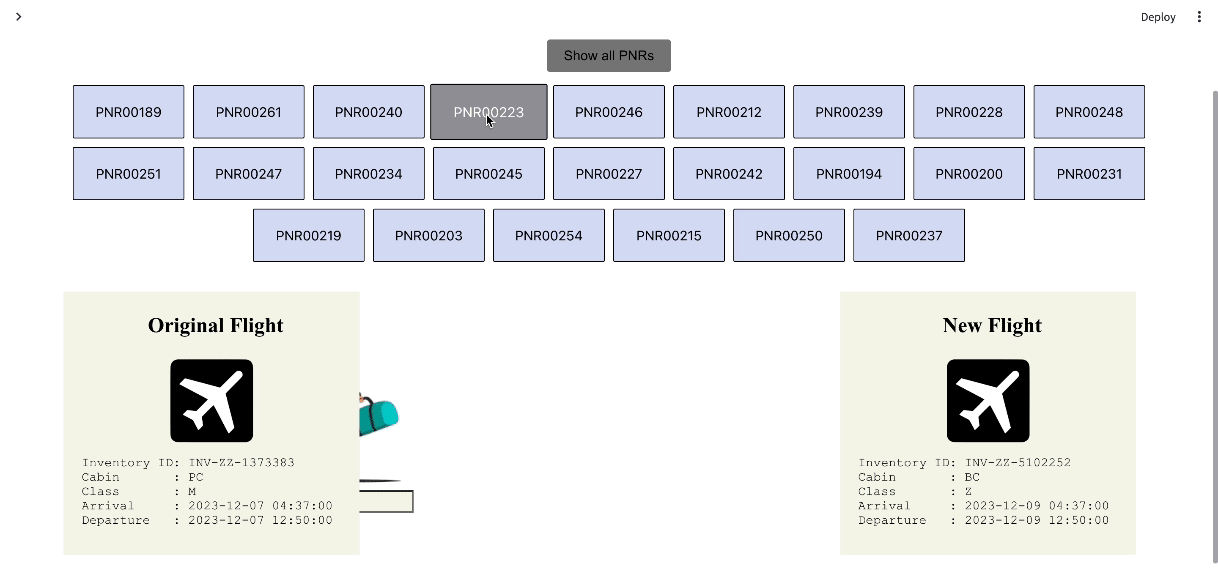 Deploy
Show all PNRs
PNR00189 PNR00261 PNR00240 PNR00223 PNR00246 PNR00212 PNR00239 PNR00228 PNR00248
PNR00251 PNR00247 PNR00234 PNR00245 PNR00227 PNR00242 PNR00194 PNR00200 PNR00231
PNR00219 PNR00203 PNR00254 PNR00215 PNR00250 PNR00237
Original Flight
Inventory ID: INV-ZZ-1373383
Cabin : PC
Class : M
Arrival : 2023-12-07 04:37:00
Departure : 2023-12-07 12:50:00
New Flight
Inventory ID: INV-ZZ-5102252
Cabin : BC
Class : Z
Arrival : 2023-12-09 04:37:00
Departure : 2023-12-09 12:50:00